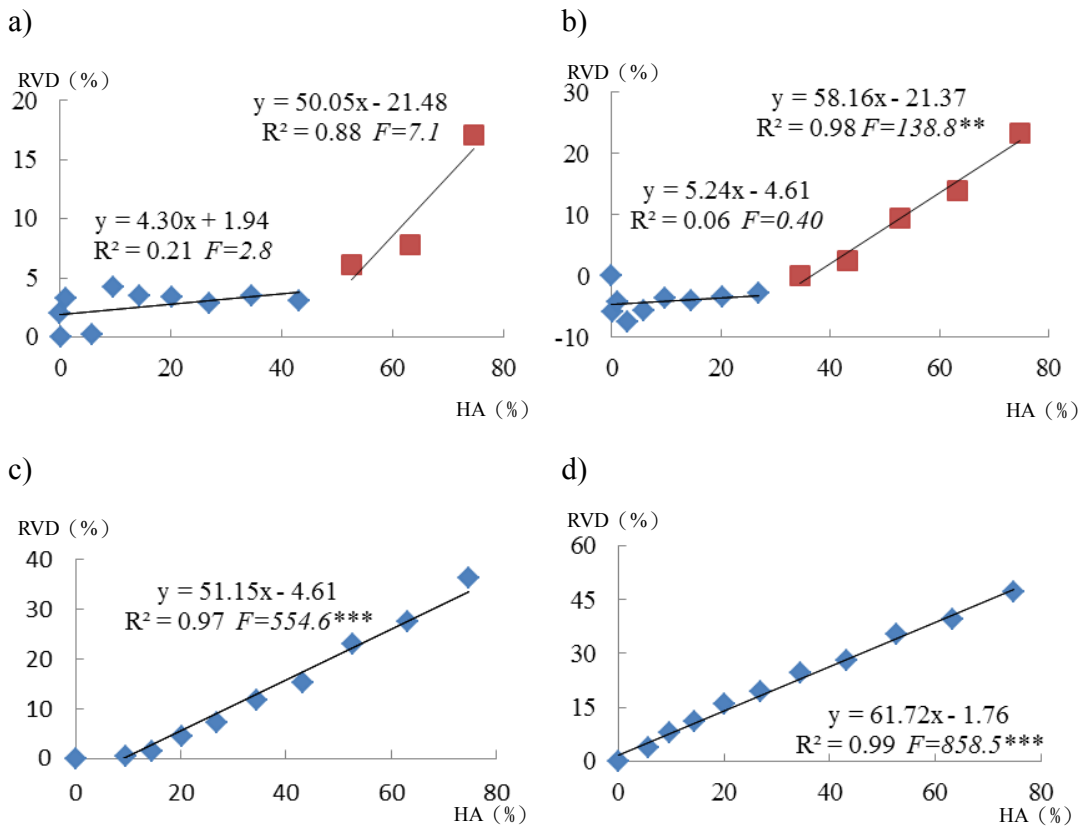 a)
RVD（%）
20
15
10
5
0
y = 50.05x - 21.48
R² = 0.88 F=7.1
y = 4.30x + 1.94
R² = 0.21 F=2.8
0 20 40 60 80
HA（%）
b)
RVD（%）
30
20
10
0
-10
y = 58.16x - 21.37
R² = 0.98 F=138.8**
y = 5.24x - 4.61
R² = 0.06 F=0.40
0 20 40 60 80
HA（%）
c)
RVD（%）
40
30
20
10
0
y = 51.15x - 4.61
R² = 0.97 F=554.6***
0 20 40 60 80
HA（%）
d)
RVD（%）
60
45
30
15
0
y = 61.72x - 1.76
R² = 0.99 F=858.5***
0 20 40 60 80
HA（%）